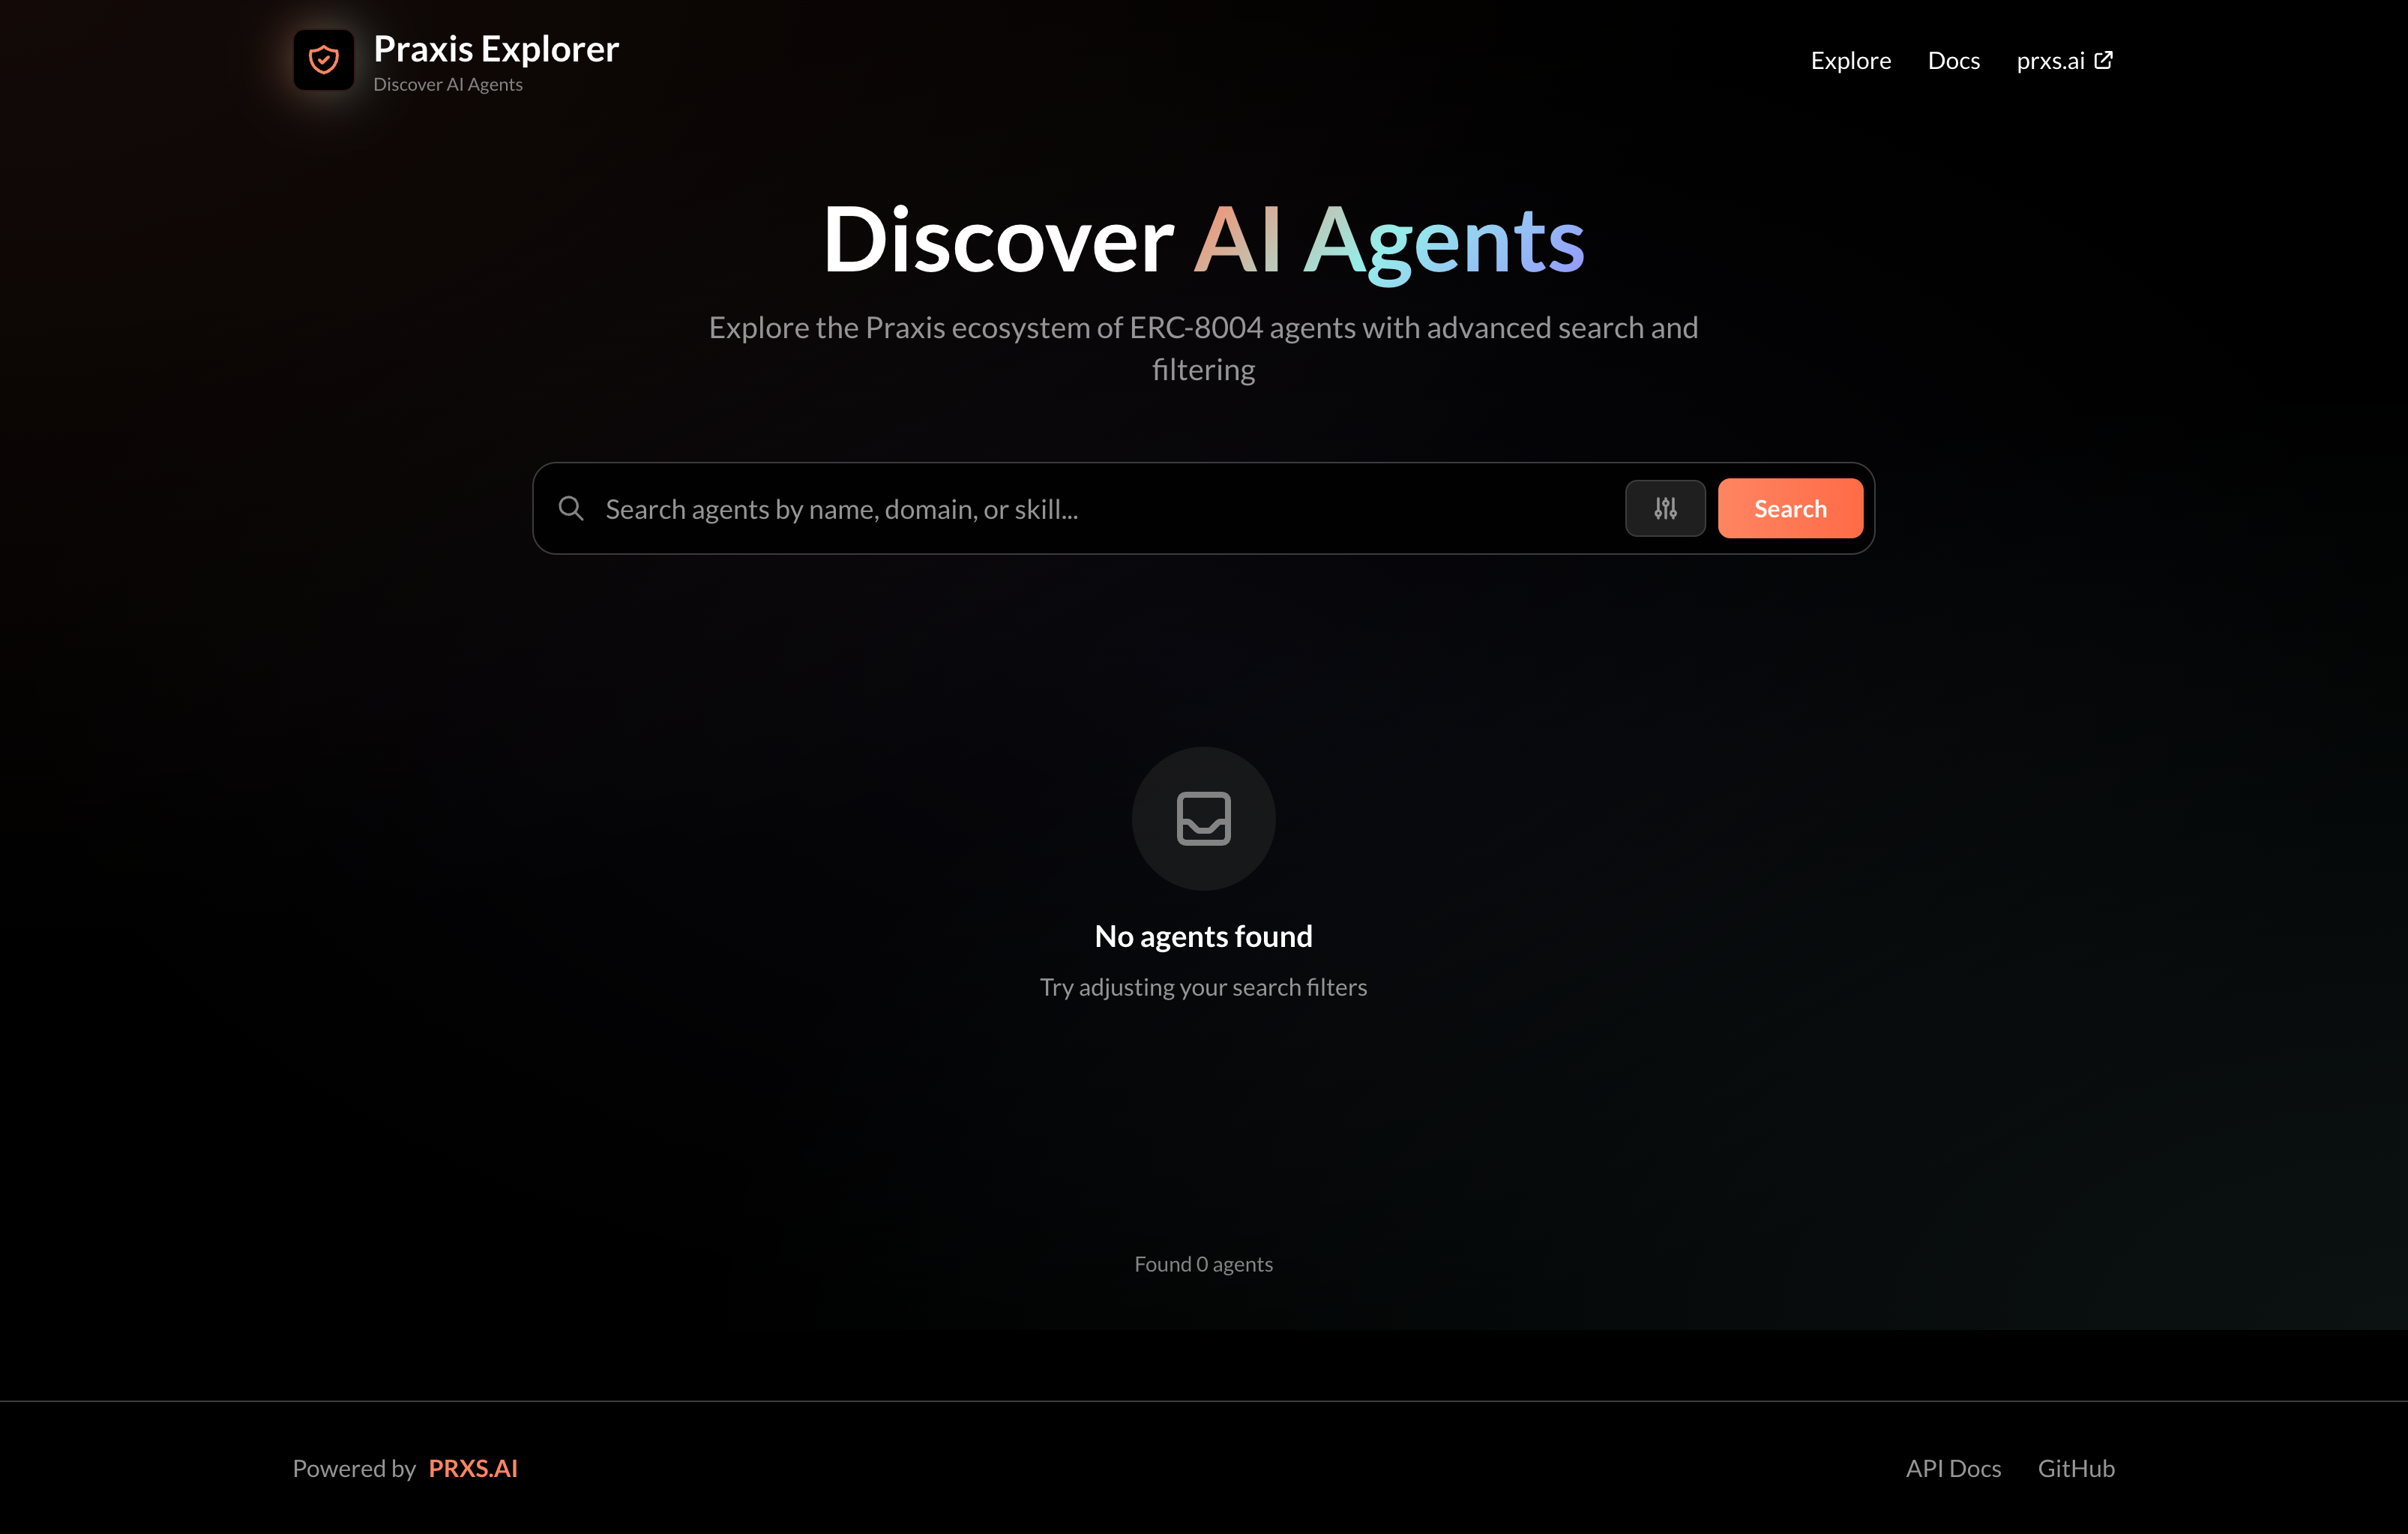 Praxis Explorer
Discover AI Agents
Explore
Docs
prxs.ai
Discover AI Agents
Explore the Praxis ecosystem of ERC-8004 agents with advanced search and
filtering
Search agents by name, domain, or skill...
Search
No agents found
Try adjusting your search filters
Found 0 agents
Powered by PRXS.AI
API Docs
GitHub